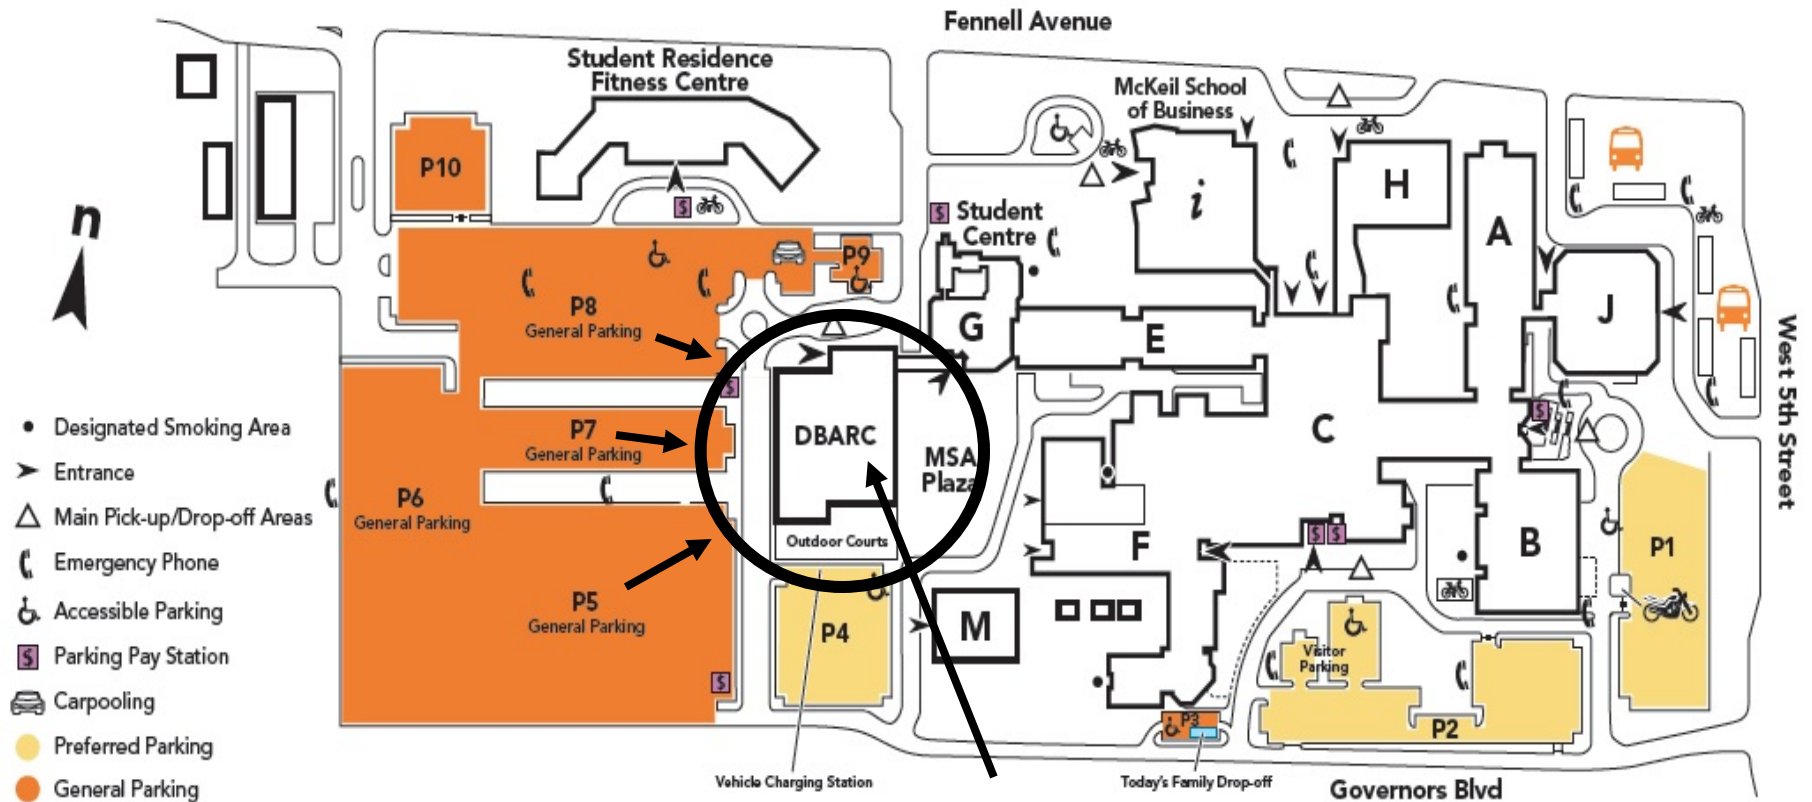 Fennell Avenue
Student Residence
Fitness Centre
McKeil School
of Business
P10
H
i
A
n
$
$
Student
Centre
P9
P8
General Parking
G
E
J
West 5th Street
$
$
P7
General Parking
DBARC
MSA
Plaza
C
P6
General Parking
Outdoor Courts
$ $
F
B
P1
P5
General Parking
P4
M
Visitor
Parking
$
P3
P2
Vehicle Charging Station
Today's Family Drop-off
Governors Blvd
Designated Smoking Area
Entrance
Main Pick-up/Drop-off Areas
Emergency Phone
Accessible Parking
$ Parking Pay Station
Carpooling
Preferred Parking
General Parking